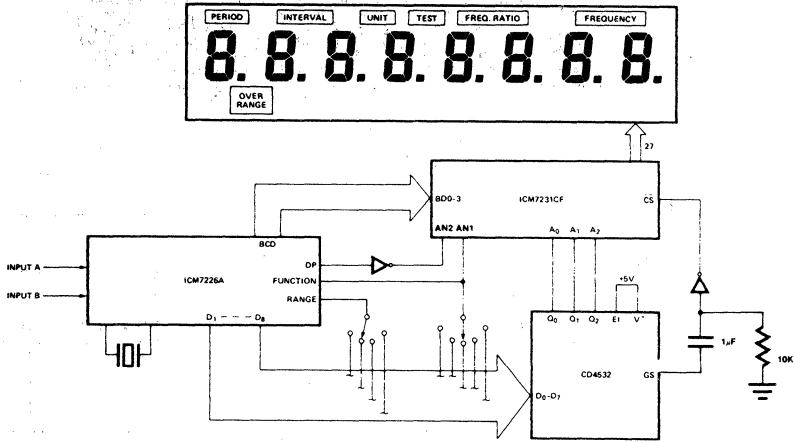 PERIOD INTERVAL UNIT TEST FREQ. RATIO FREQUENCY
8. 8. 8. 8. 8. 8. 8. 8.
OVER
RANGE
27
BD0-3 ICM7231CF CS
AN2 AN1 A0 A1 A2
BCD
INPUT A
ICM7226A
DP
FUNCTION
INPUT B
RANGE
D1 - - - - D8
+5V
Q0 Q1 Q2 EI V+
1µF
10K
CD4532
GS
D0-D7